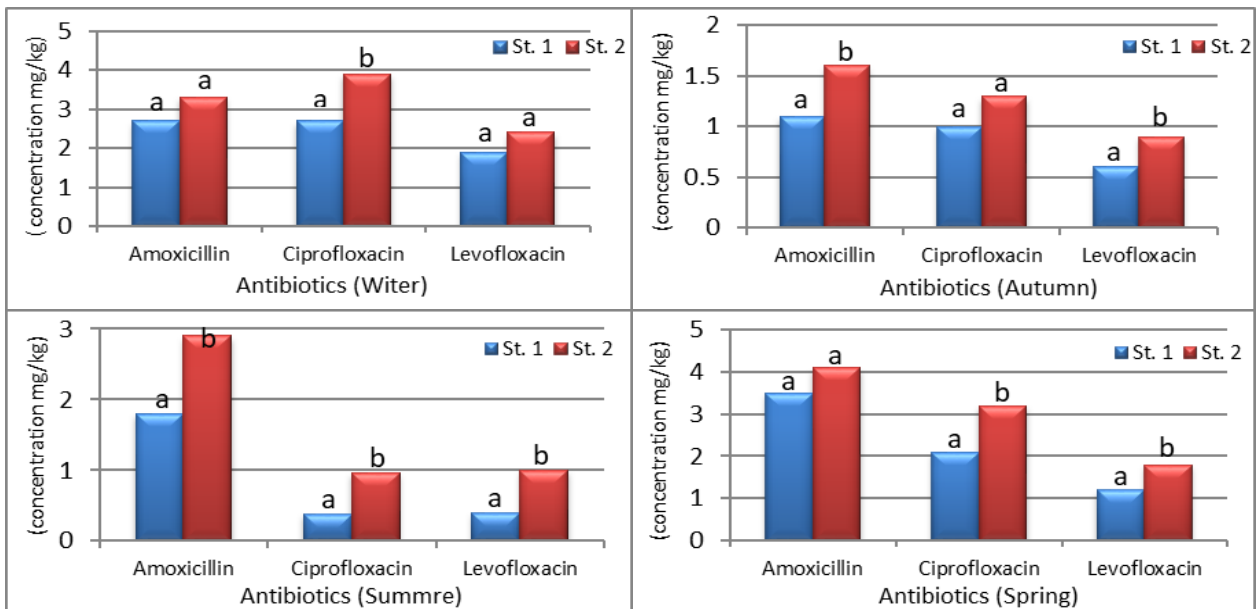 (concentration mg/kg)
5
4
3
2
1
0
St. 1 St. 2
a a a b a a
Amoxicillin Ciprofloxacin Levofloxacin
Antibiotics (Witer)
(concentration mg/kg)
2
1.5
1
0.5
0
St. 1 St. 2
a b a a a b
Amoxicillin Ciprofloxacin Levofloxacin
Antibiotics (Autumn)
(concentration mg/kg)
3
2
1
0
St. 1 St. 2
a b a b a b
Amoxicillin Ciprofloxacin Levofloxacin
Antibiotics (Summre)
(concentration mg/kg)
5
4
3
2
1
0
St. 1 St. 2
a a a b a b
Amoxicillin Ciprofloxacin Levofloxacin
Antibiotics (Spring)